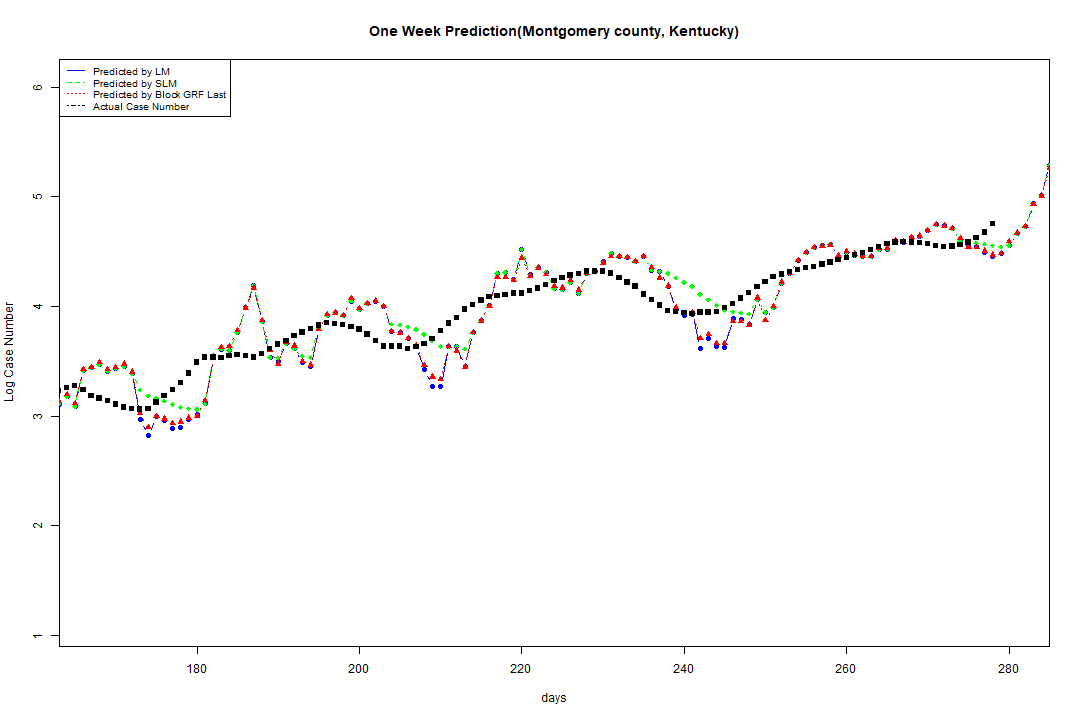 One Week Prediction(Montgomery county, Kentucky)
Predicted by LM
Predicted by SLM
Predicted by Block GRF Last
Actual Case Number
6
5
4
3
2
1
Log Case Number
180 200 220 240 260 280
days